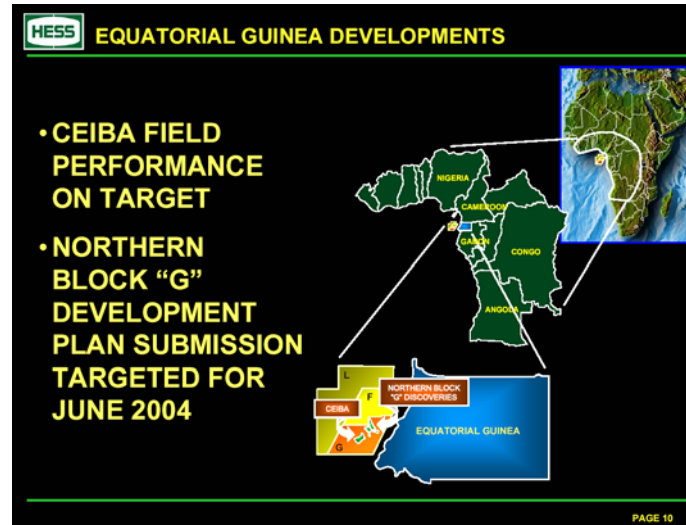 HESS
EQUATORIAL GUINEA DEVELOPMENTS
• CEIBA FIELD
PERFORMANCE
ON TARGET
• NORTHERN
BLOCK “G”
DEVELOPMENT
PLAN SUBMISSION
TARGETED FOR
JUNE 2004
NIGERIA
CAMEROON
GABON
CONGO
ANGOLA
L
F
NORTHERN BLOCK
"G" DISCOVERIES
CEIBA
G
EQUATORIAL GUINEA
PAGE 10